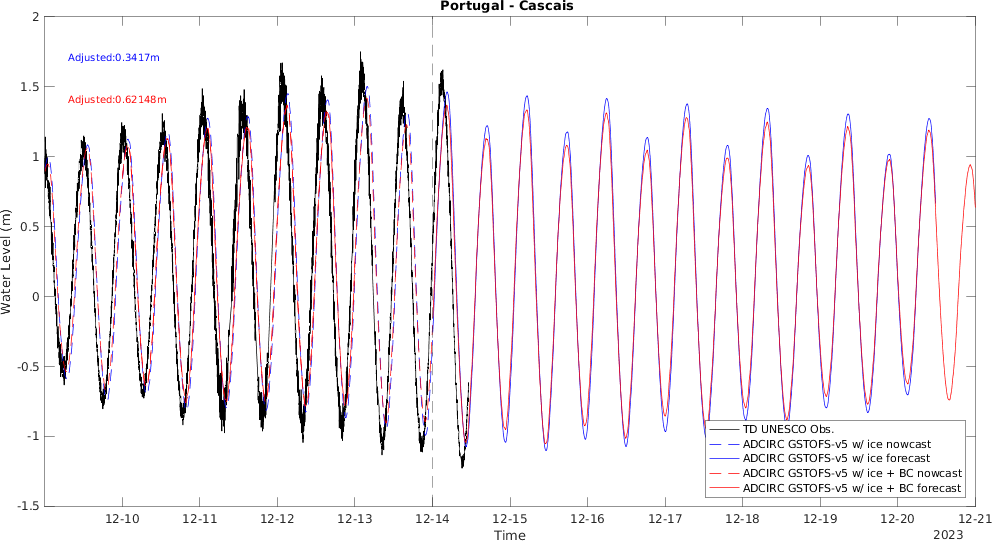 Portugal - Cascais
2
1.5
1
0.5
0
-0.5
-1
-1.5
Water Level (m)
Adjusted:0.3417m
Adjusted:0.62148m
TD UNESCO Obs.
ADCIRC GSTOFS-v5 w/ ice nowcast
ADCIRC GSTOFS-v5 w/ ice forecast
ADCIRC GSTOFS-v5 w/ ice + BC nowcast
ADCIRC GSTOFS-v5 w/ ice + BC forecast
12-10 12-11 12-12 12-13 12-14 12-15 12-16 12-17 12-18 12-19 12-20 12-21
Time
2023